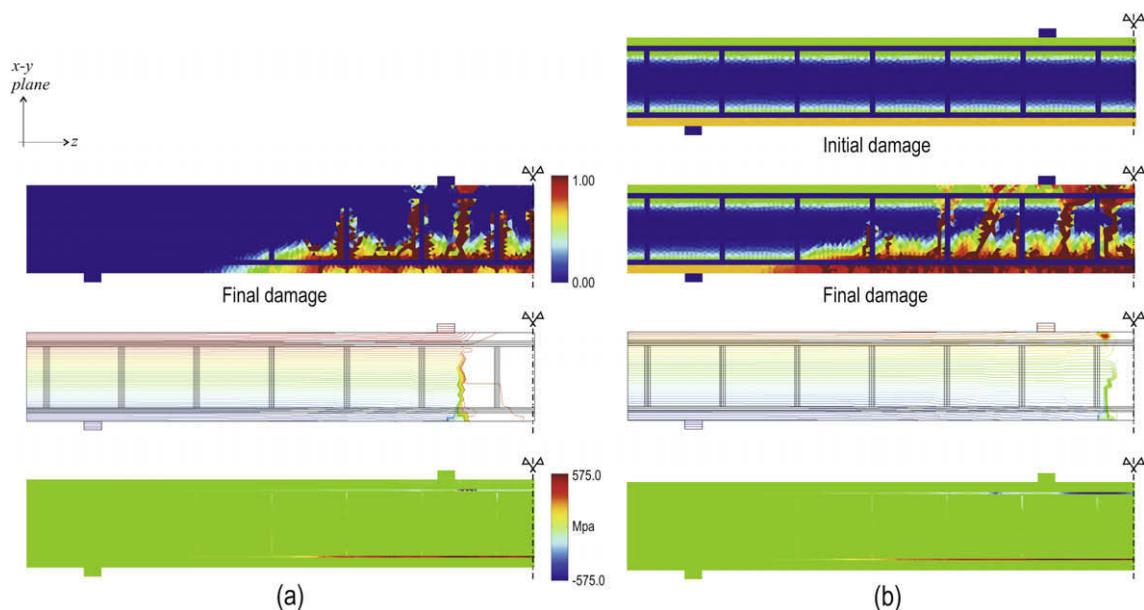 x-y
plane
z
Initial damage
1.00
0.00
Final damage
Final damage
575.0
Mpa
-575.0
(a)
(b)